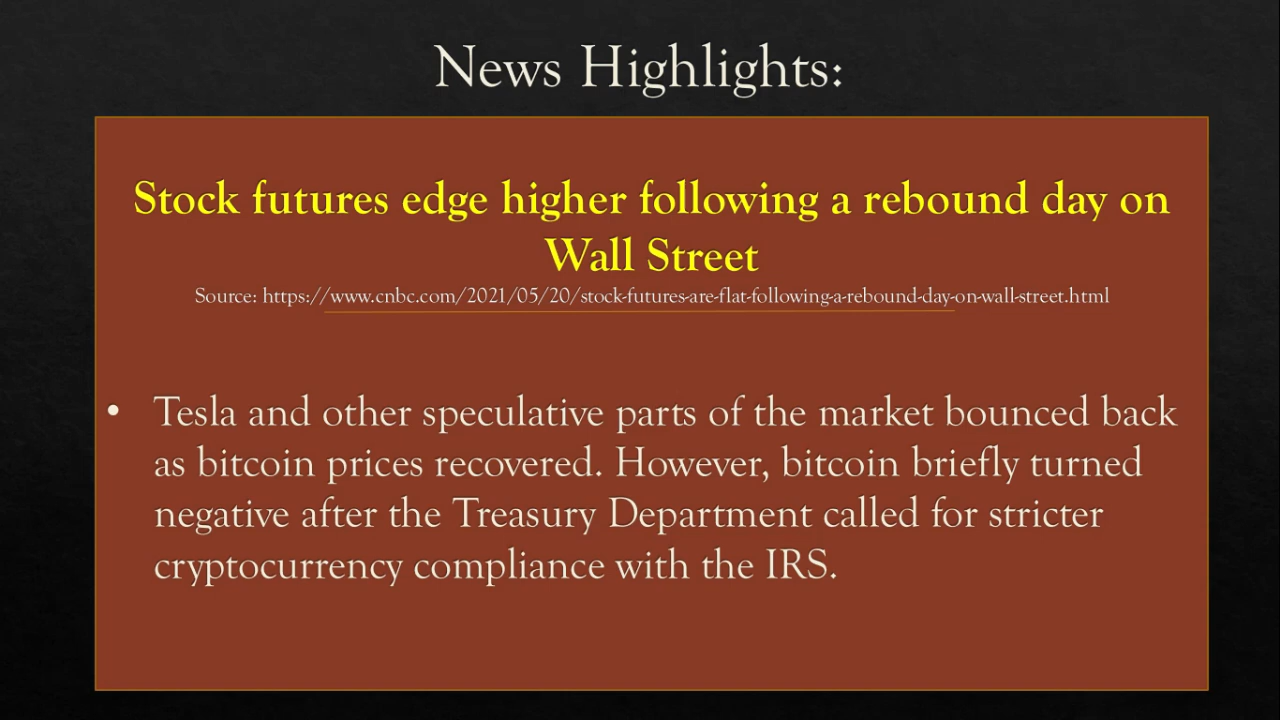 News Highlights:
Stock futures edge higher following a rebound day on
Wall Street
Source: https://www.cnbc.com/2021/05/20/stock-futures-are-flat-following-a-rebound-day-on-wall-street.html
• Tesla and other speculative parts of the market bounced back
as bitcoin prices recovered. However, bitcoin briefly turned
negative after the Treasury Department called for stricter
cryptocurrency compliance with the IRS.